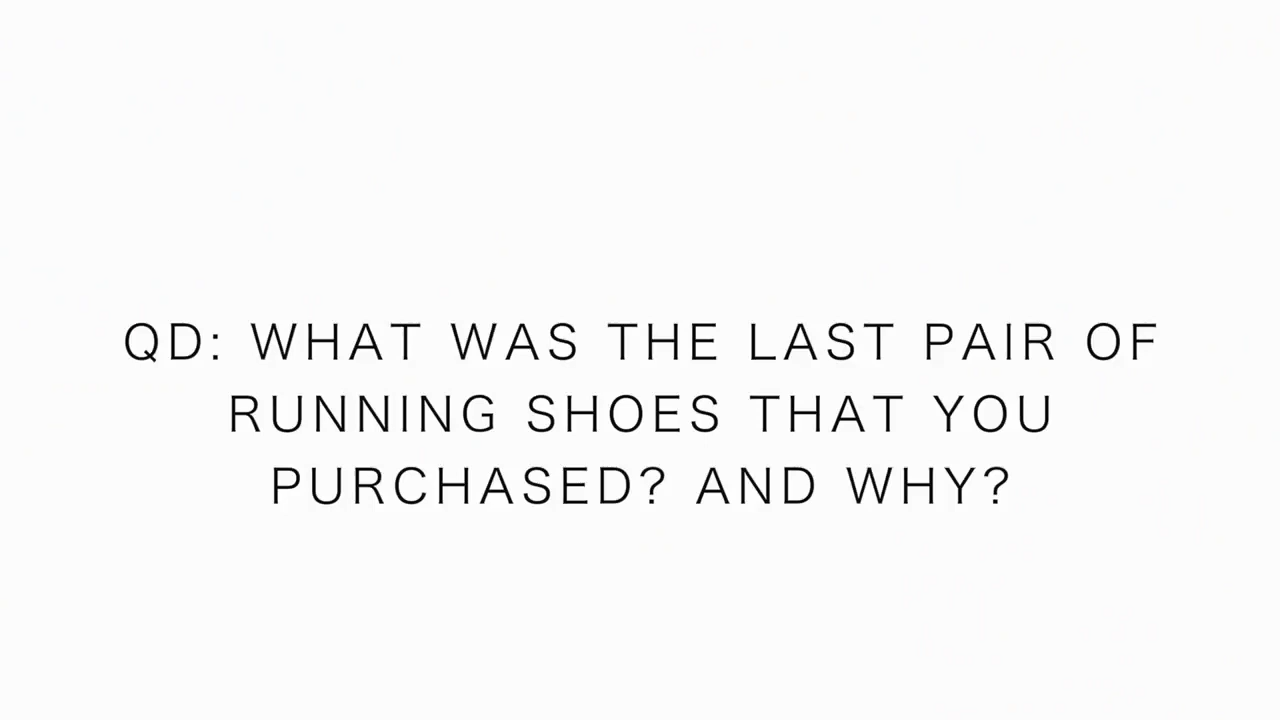 QD: WHAT WAS THE LAST PAIR OF
RUNNING SHOES THAT YOU
PURCHASED? AND WHY?